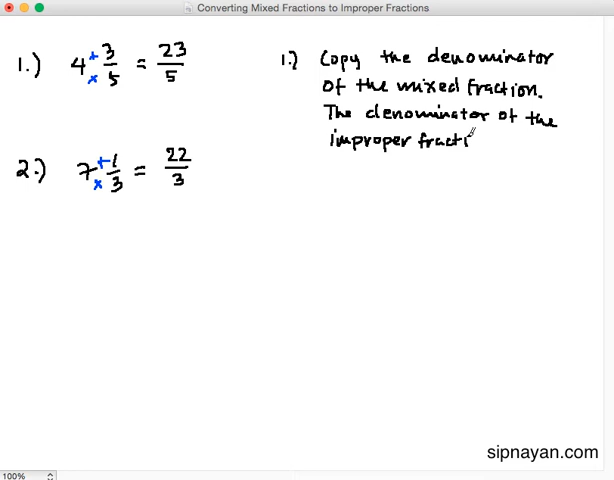 Converting Mixed Fractions to Improper Fractions
1.) 4 + 3/5 × = 23/5
2.) 7 + 1/3 × = 22/3
1.) Copy the denominator
of the mixed fraction.
The denominator of the
improper fracti
sipnayan.com
100%